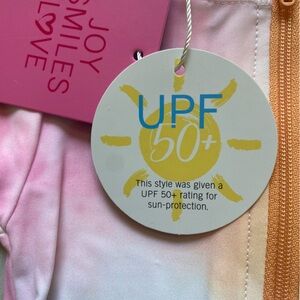 JOY
SMILES
LOVE
UPF
50+
This style was given a
UPF 50+ rating for
sun-protection.